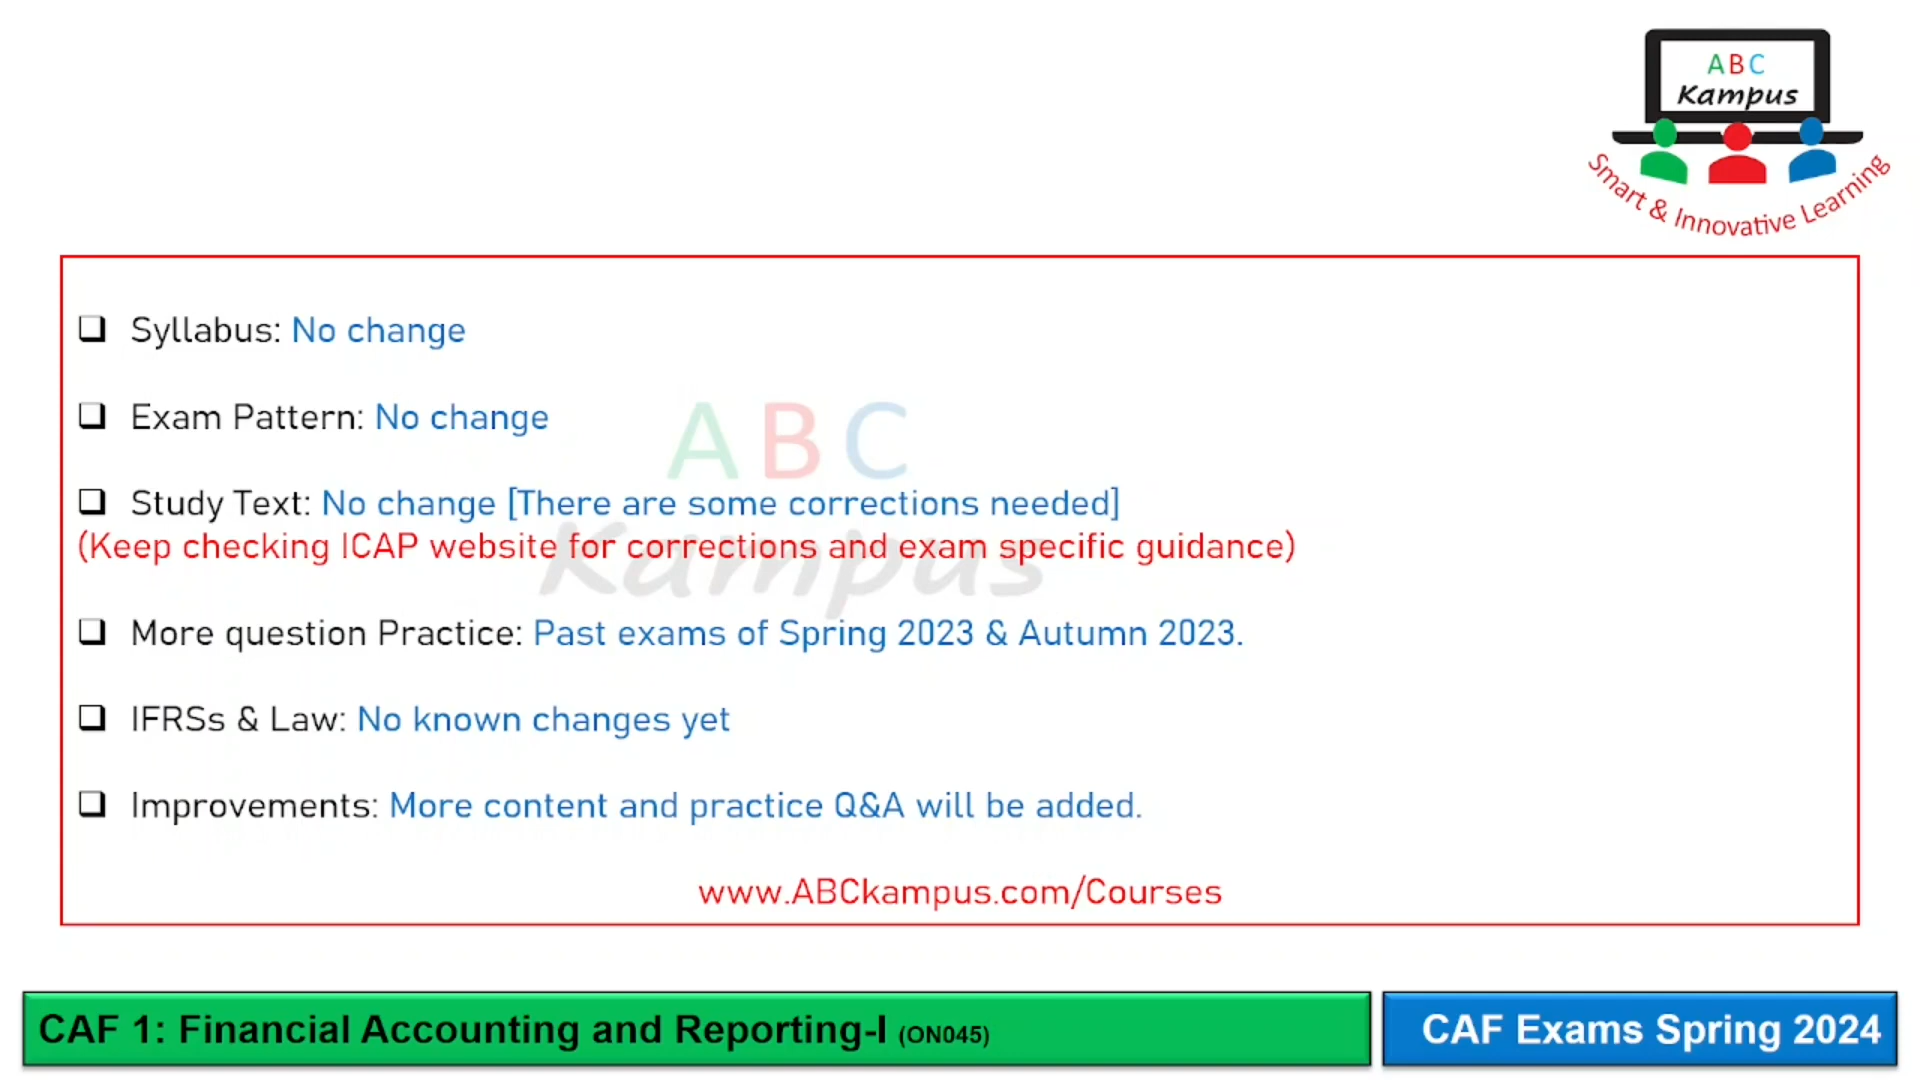 ABC
Kampus
Smart & Innovative Learning
Syllabus: No change
Exam Pattern: No change
ABC
Study Text: No change [There are some corrections needed]
(Keep checking ICAP website for corrections and exam specific guidance)
Kampus
More question Practice: Past exams of Spring 2023 & Autumn 2023.
IFRSs & Law: No known changes yet
Improvements: More content and practice Q&A will be added.
www.ABCkampus.com/Courses
CAF 1: Financial Accounting and Reporting-I (ON045)
CAF Exams Spring 2024